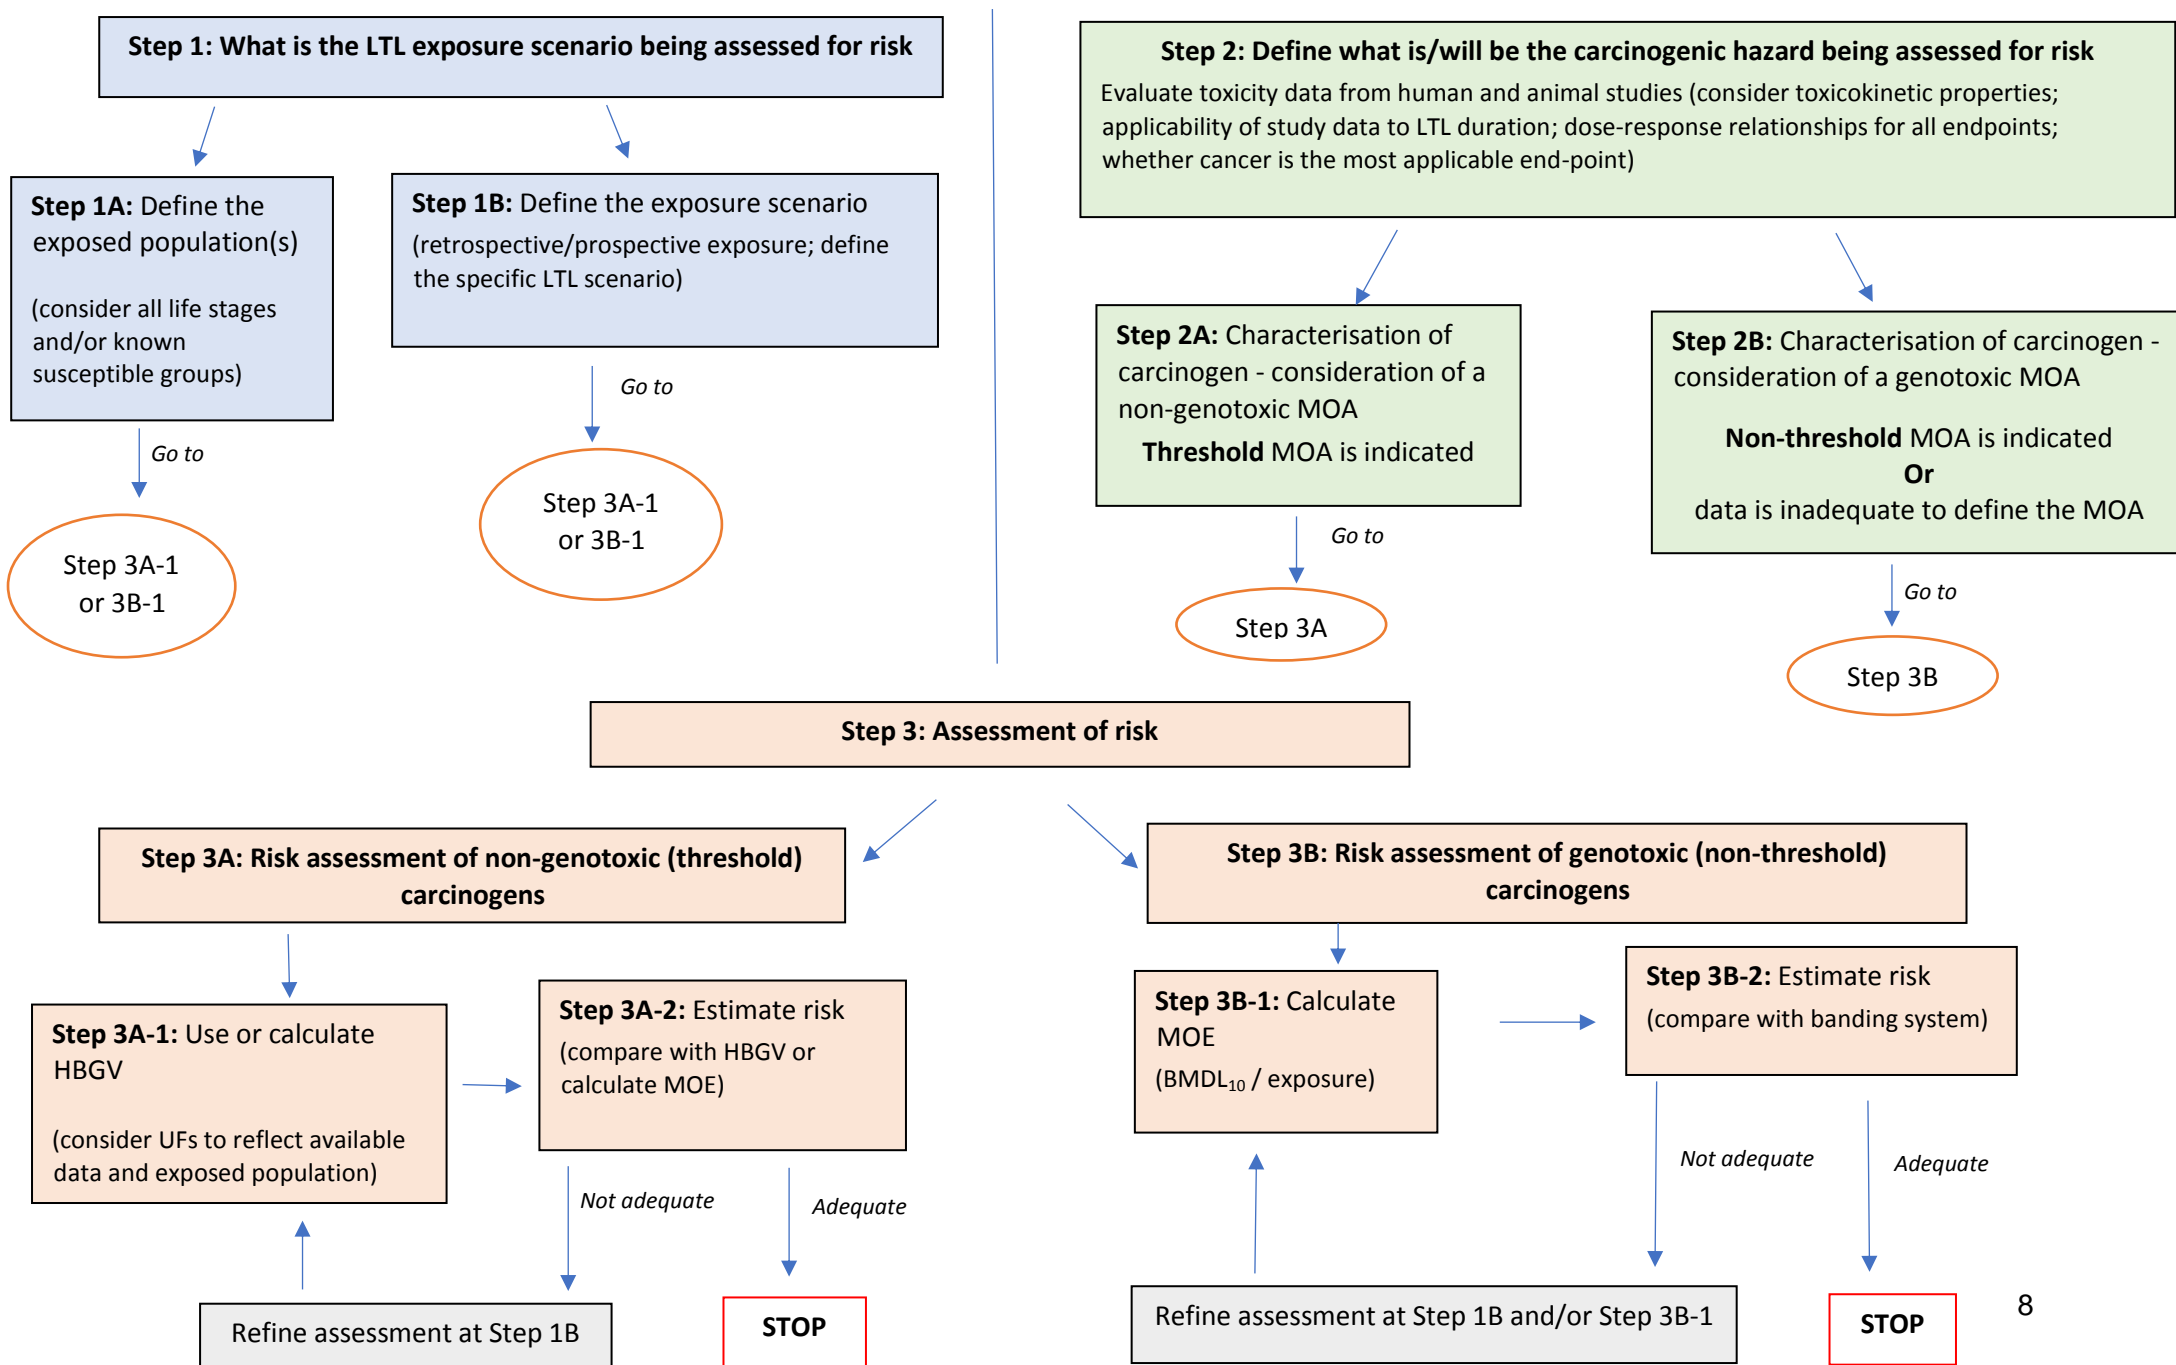 Step 1: What is the LTL exposure scenario being assessed for risk
Step 1A: Define the
exposed population(s)
(consider all life stages
and/or known
susceptible groups)
Go to
Step 3A-1
or 3B-1
Step 1B: Define the exposure scenario
(retrospective/prospective exposure; define
the specific LTL scenario)
Go to
Step 3A-1
or 3B-1
Step 2: Define what is/will be the carcinogenic hazard being assessed for risk
Evaluate toxicity data from human and animal studies (consider toxicokinetic properties;
applicability of study data to LTL duration; dose-response relationships for all endpoints;
whether cancer is the most applicable end-point)
Step 2A: Characterisation of
carcinogen - consideration of a
non-genotoxic MOA
Threshold MOA is indicated
Go to
Step 3A
Step 2B: Characterisation of carcinogen -
consideration of a genotoxic MOA
Non-threshold MOA is indicated
Or
data is inadequate to define the MOA
Go to
Step 3B
Step 3: Assessment of risk
Step 3A: Risk assessment of non-genotoxic (threshold)
carcinogens
Step 3A-1: Use or calculate
HBGV
(consider UFs to reflect available
data and exposed population)
Step 3A-2: Estimate risk
(compare with HBGV or
calculate MOE)
Not adequate
Adequate
Refine assessment at Step 1B
STOP
Step 3B: Risk assessment of genotoxic (non-threshold)
carcinogens
Step 3B-1: Calculate
MOE
(BMDL₁₀ / exposure)
Step 3B-2: Estimate risk
(compare with banding system)
Not adequate
Adequate
Refine assessment at Step 1B and/or Step 3B-1
STOP
8